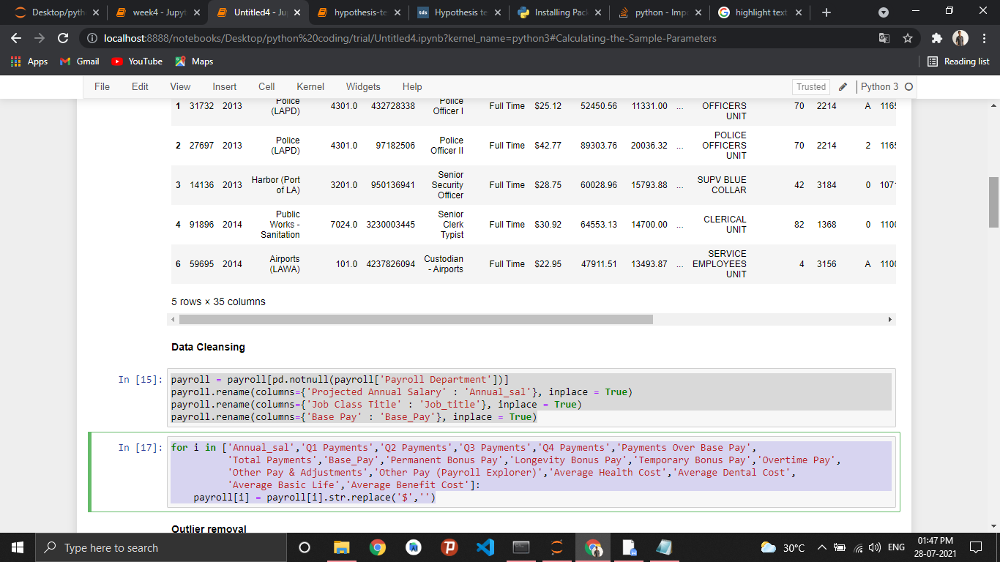 Desktop/pyth
week4 - Jupyt
Untitled4 - Ju
hypothesis-te
tds Hypothesis te
Installing Pac
python - Imp
highlight text
localhost:8888/notebooks/Desktop/python%20coding/trial/Untitled4.ipynb?kernel_name=python3#Calculating-the-Sample-Parameters
Apps Gmail YouTube Maps Reading list
File Edit View Insert Cell Kernel Widgets Help Trusted Python 3
1 31732 2013 Police (LAPD) 4301.0 432728338 Police Officer I Full Time $25.12 52450.56 11331.00 ... OFFICERS UNIT 70 2214 A 1165
2 27697 2013 Police (LAPD) 4301.0 97182506 Police Officer II Full Time $42.77 89303.76 20036.32 ... POLICE OFFICERS UNIT 70 2214 2 1165
3 14136 2013 Harbor (Port of LA) 3201.0 950136941 Senior Security Officer Full Time $28.75 60028.96 15793.88 ... SUPV BLUE COLLAR 42 3184 0 107
4 91896 2014 Public Works - Sanitation 7024.0 3230003445 Senior Clerk Typist Full Time $30.92 64553.13 14700.00 ... CLERICAL UNIT 82 1368 0 1100
6 59695 2014 Airports (LAWA) 101.0 4237826094 Custodian - Airports Full Time $22.95 47911.51 13493.87 ... SERVICE EMPLOYEES UNIT 4 3156 A 1100
5 rows × 35 columns
Data Cleansing
In [15]: payroll = payroll[pd.notnull(payroll['Payroll Department'])]
payroll.rename(columns={'Projected Annual Salary' : 'Annual_sal'}, inplace = True)
payroll.rename(columns={'Job Class Title' : 'Job_title'}, inplace = True)
payroll.rename(columns={'Base Pay' : 'Base_Pay'}, inplace = True)
In [17]: for i in ['Annual_sal','Q1 Payments','Q2 Payments','Q3 Payments','Q4 Payments','Payments Over Base Pay',
'Total Payments','Base_Pay','Permanent Bonus Pay','Longevity Bonus Pay','Temporary Bonus Pay','Overtime Pay',
'Other Pay & Adjustments','Other Pay (Payroll Explorer)','Average Health Cost','Average Dental Cost',
'Average Basic Life','Average Benefit Cost']:
payroll[i] = payroll[i].str.replace('$','')
Outlier removal
Type here to search
30°C
ENG
01:47 PM
28-07-2021